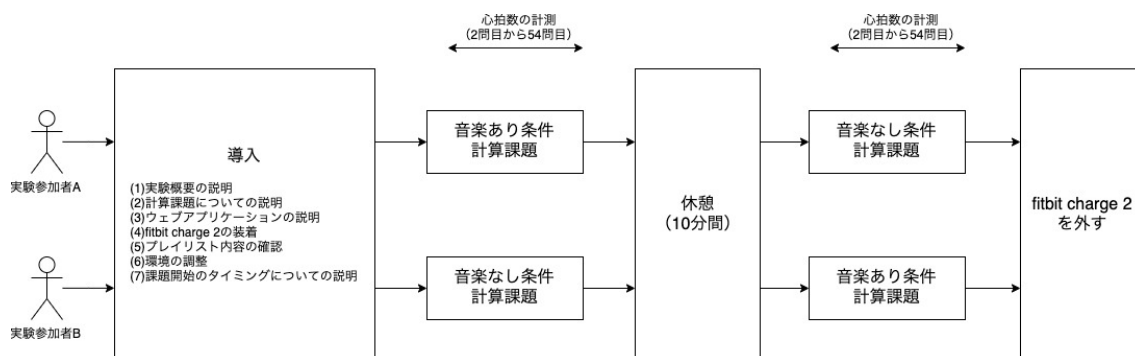 心拍数の計測
（2問目から54問目）
心拍数の計測
（2問目から54問目）
実験参加者A
実験参加者B
導入
(1)実験概要の説明
(2)計算課題についての説明
(3)ウェブアプリケーションの説明
(4)fitbit charge 2の装着
(5)プレイリスト内容の確認
(6)環境の調整
(7)課題開始のタイミングについての説明
音楽あり条件
計算課題
音楽なし条件
計算課題
休憩
（10分間）
音楽なし条件
計算課題
音楽あり条件
計算課題
fitbit charge 2
を外す